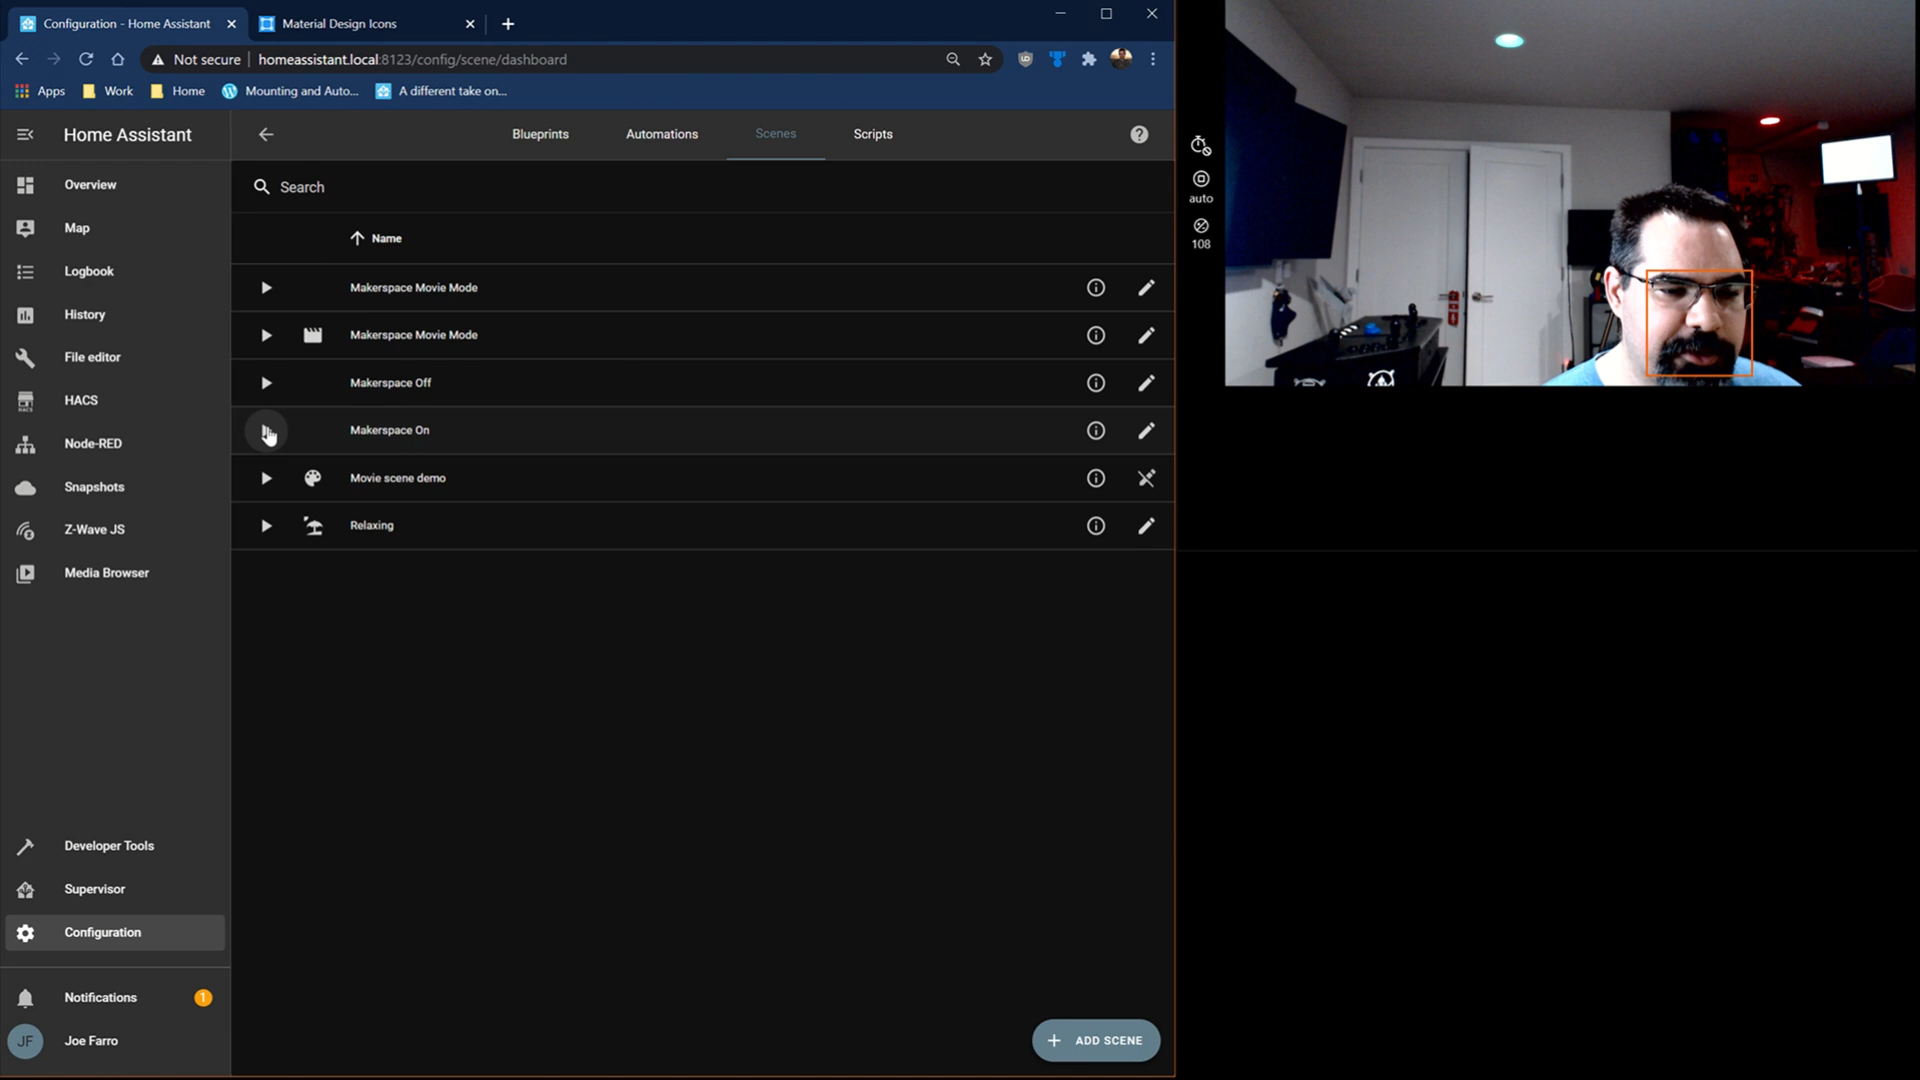 Configuration - Home Assistant
Material Design Icons
Not secure
homeassistant.local:8123/config/scene/dashboard
Apps
Work
Home
Mounting and Auto...
A different take on...
Home Assistant
Blueprints
Automations
Scenes
Scripts
Overview
Map
Logbook
History
File editor
HACS
Node-RED
Snapshots
Z-Wave JS
Media Browser
Developer Tools
Supervisor
Configuration
Notifications
1
JF
Joe Farro
Search
Name
Makerspace Movie Mode
Makerspace Movie Mode
Makerspace Off
Makerspace On
Movie scene demo
Relaxing
ADD SCENE
auto
108